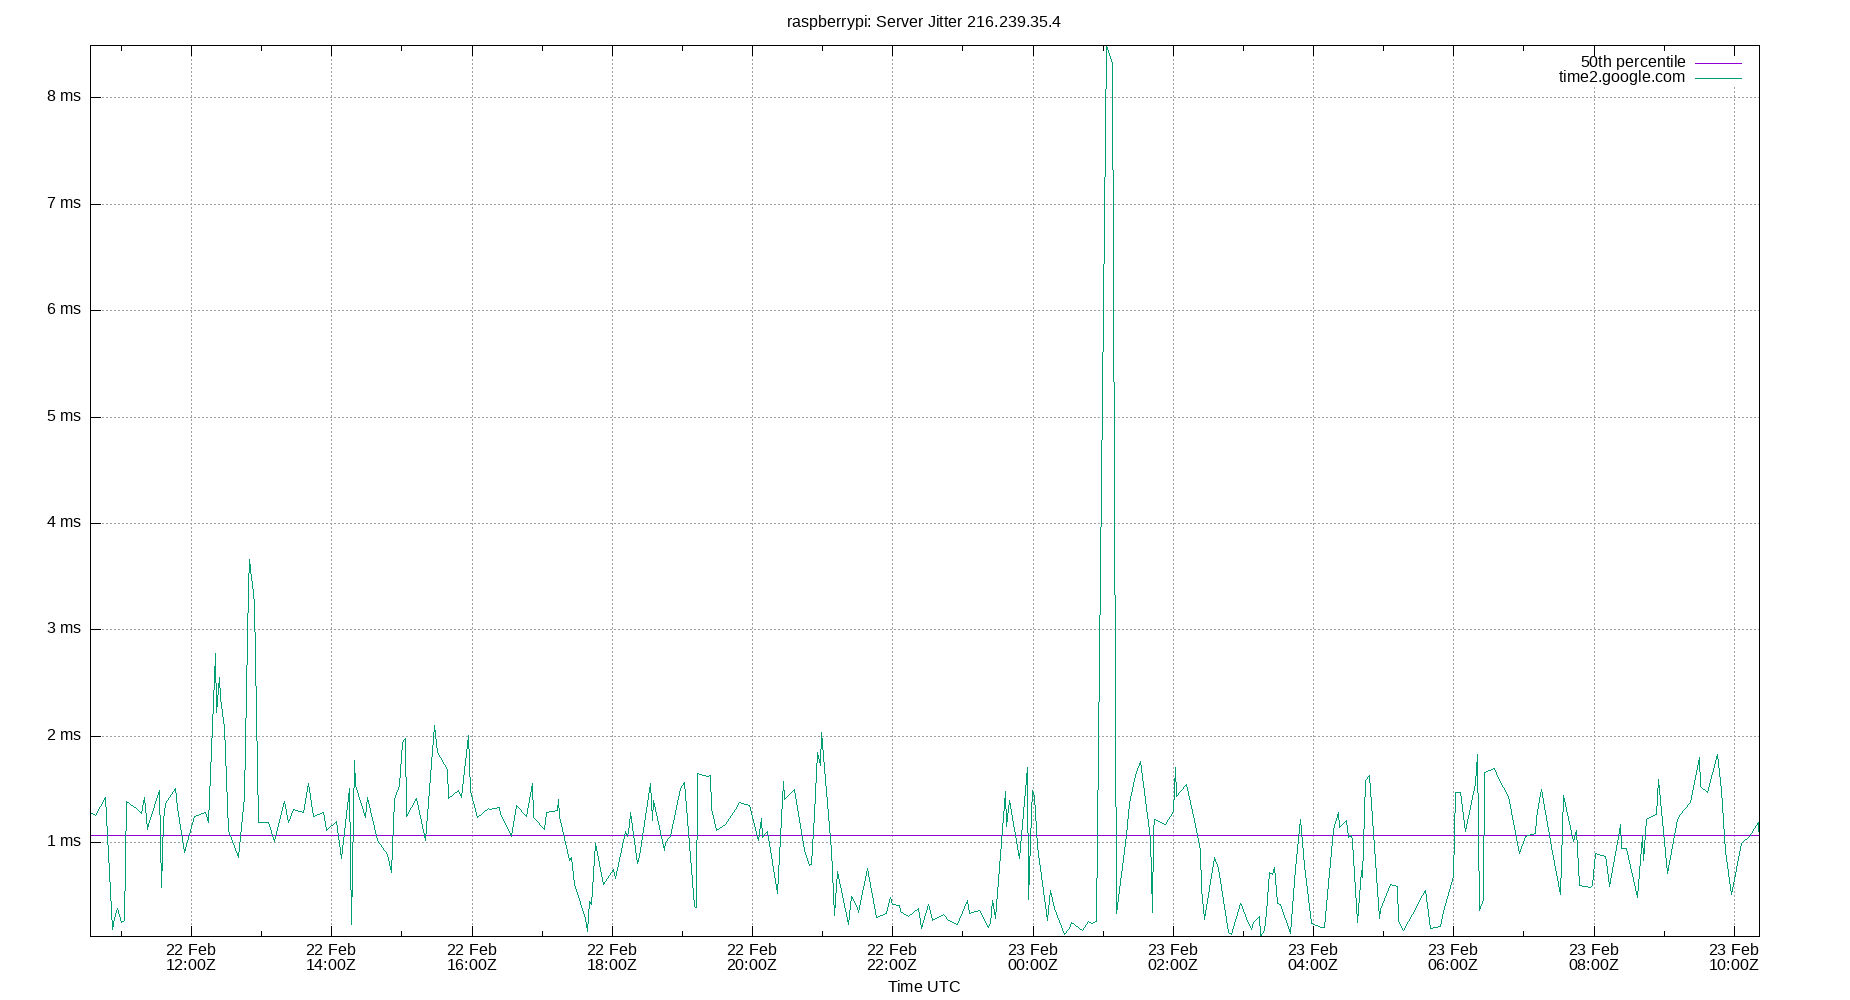 raspberrypi: Server Jitter 216.239.35.4
50th percentile
time2.google.com
8 ms
7 ms
6 ms
5 ms
4 ms
3 ms
2 ms
1 ms
22 Feb 22 Feb 22 Feb 22 Feb 22 Feb 22 Feb 23 Feb 23 Feb 23 Feb 23 Feb 23 Feb 23 Feb
12:00Z 14:00Z 16:00Z 18:00Z 20:00Z 22:00Z 00:00Z 02:00Z 04:00Z 06:00Z 08:00Z 10:00Z
Time UTC